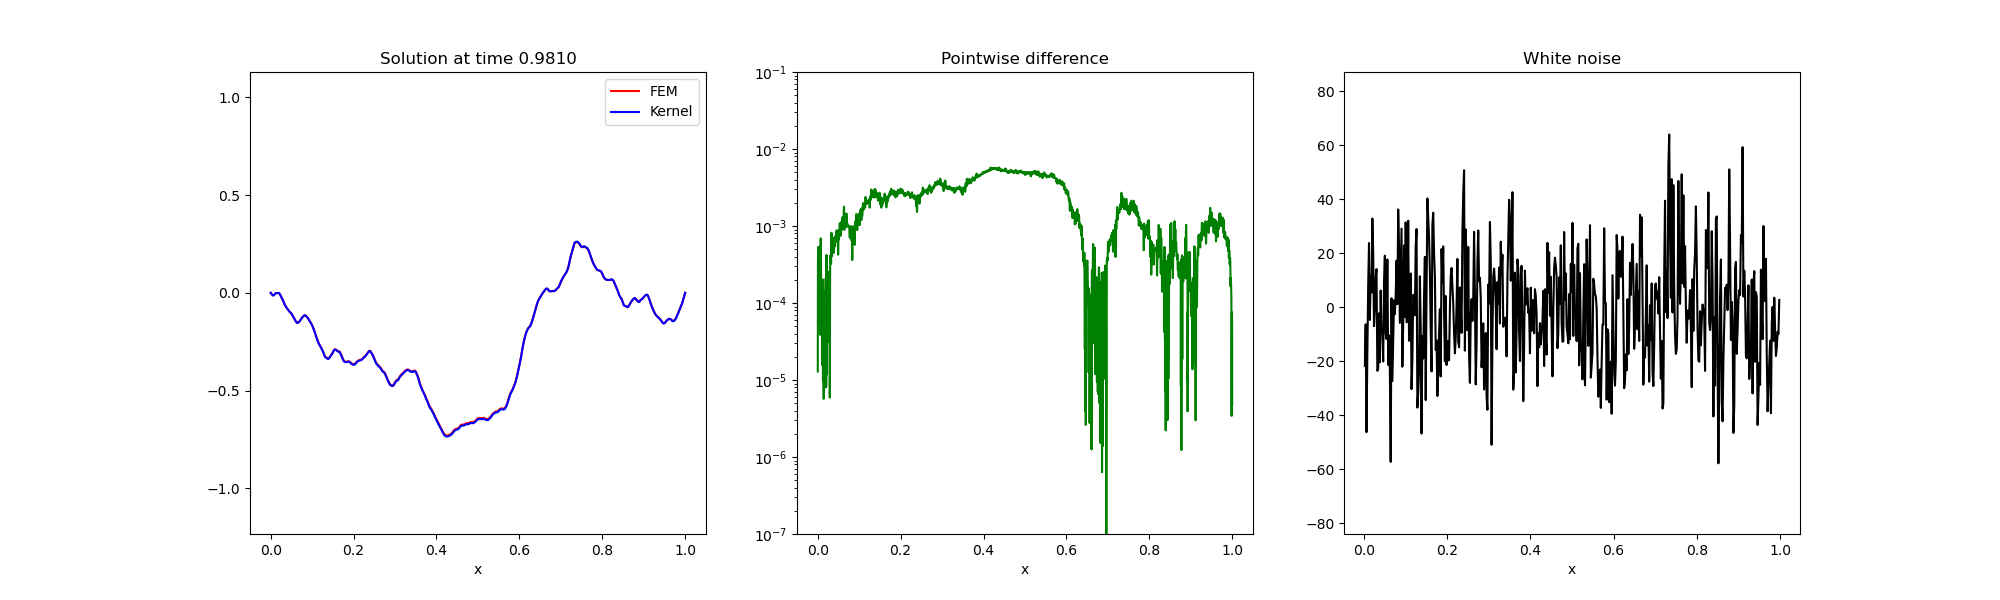 Solution at time 0.9810
FEM
Kernel
1.0
0.5
0.0
−0.5
−1.0
0.0 0.2 0.4 0.6 0.8 1.0
x
Pointwise difference
10⁻¹
10⁻²
10⁻³
10⁻⁴
10⁻⁵
10⁻⁶
10⁻⁷
0.0 0.2 0.4 0.6 0.8 1.0
x
White noise
80
60
40
20
0
−20
−40
−60
−80
0.0 0.2 0.4 0.6 0.8 1.0
x